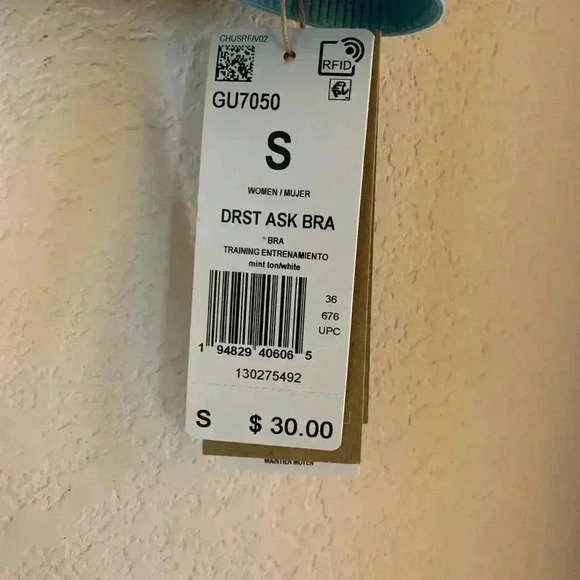 CHUSRF/V02
RFID
GU7050
S
WOMEN / MUJER
DRST ASK BRA
BRA
TRAINING ENTRENAMIENTO
mint ton/white
36
676
UPC
1 94829 40606 5
130275492
S $ 30.00
MAINTIEN MOYEN